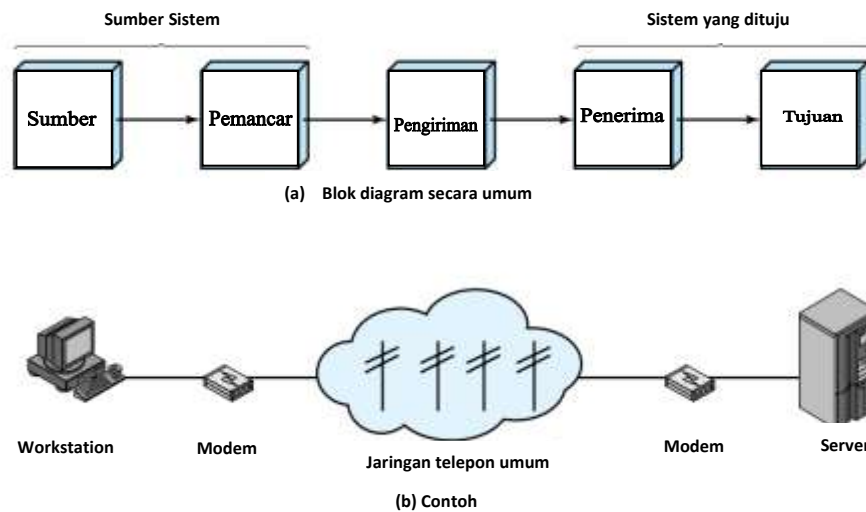 Sumber Sistem
Sistem yang dituju
Sumber
Pemancar
Pengiriman
Penerima
Tujuan
(a) Blok diagram secara umum
Workstation
Modem
Jaringan telepon umum
Modem
Server
(b) Contoh